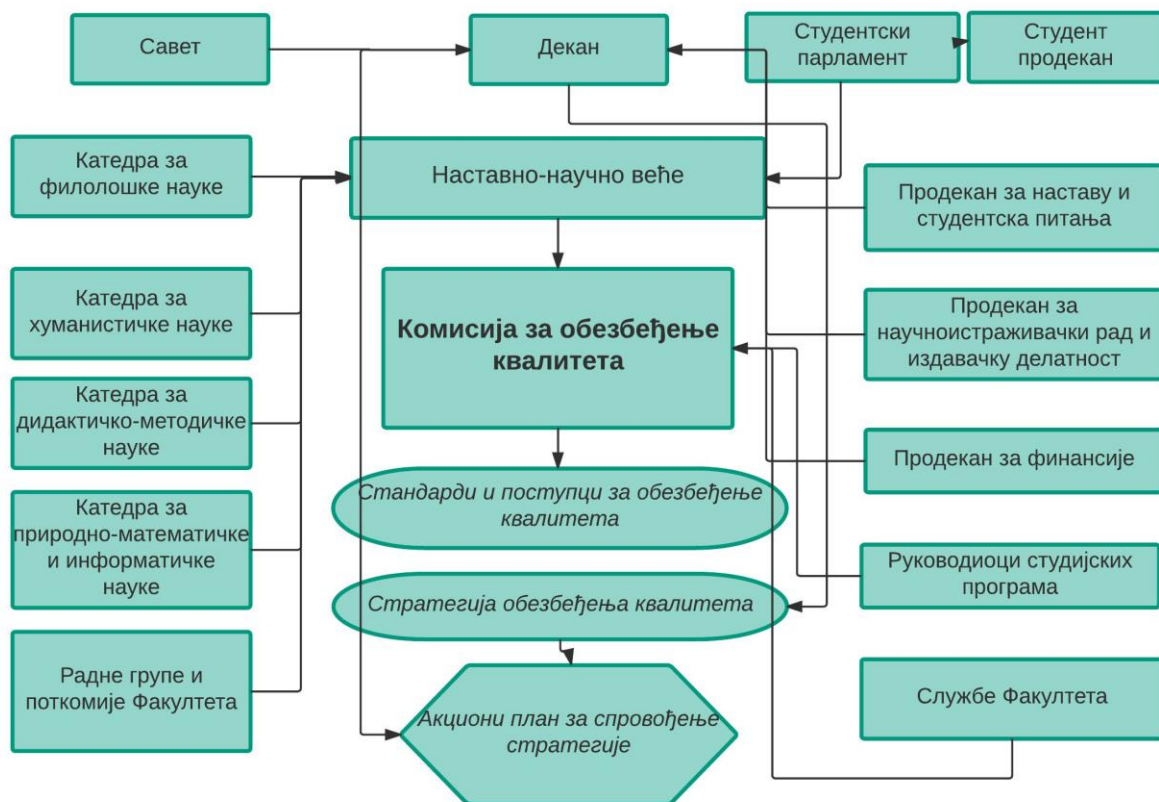 Савет
Декан
Студентски
парламент
Студент
продекан
Катедра за
филолошке науке
Наставно-научно веће
Продекан за наставу и
студентска питања
Катедра за
хуманистичке науке
Комисија за обезбеђење
квалитета
Продекан за
научноистраживачки рад и
издавачку делатност
Катедра за
дидактичко-методичке
науке
Продекан за финансије
Стандарди и поступци за обезбеђење
квалитета
Катедра за
природно-математичке
и информатичке
науке
Руководиоци студијских
програма
Стратегија обезбеђења квалитета
Радне групе и
поткомије Факултета
Службе Факултета
Акциони план за спровођење
стратегије